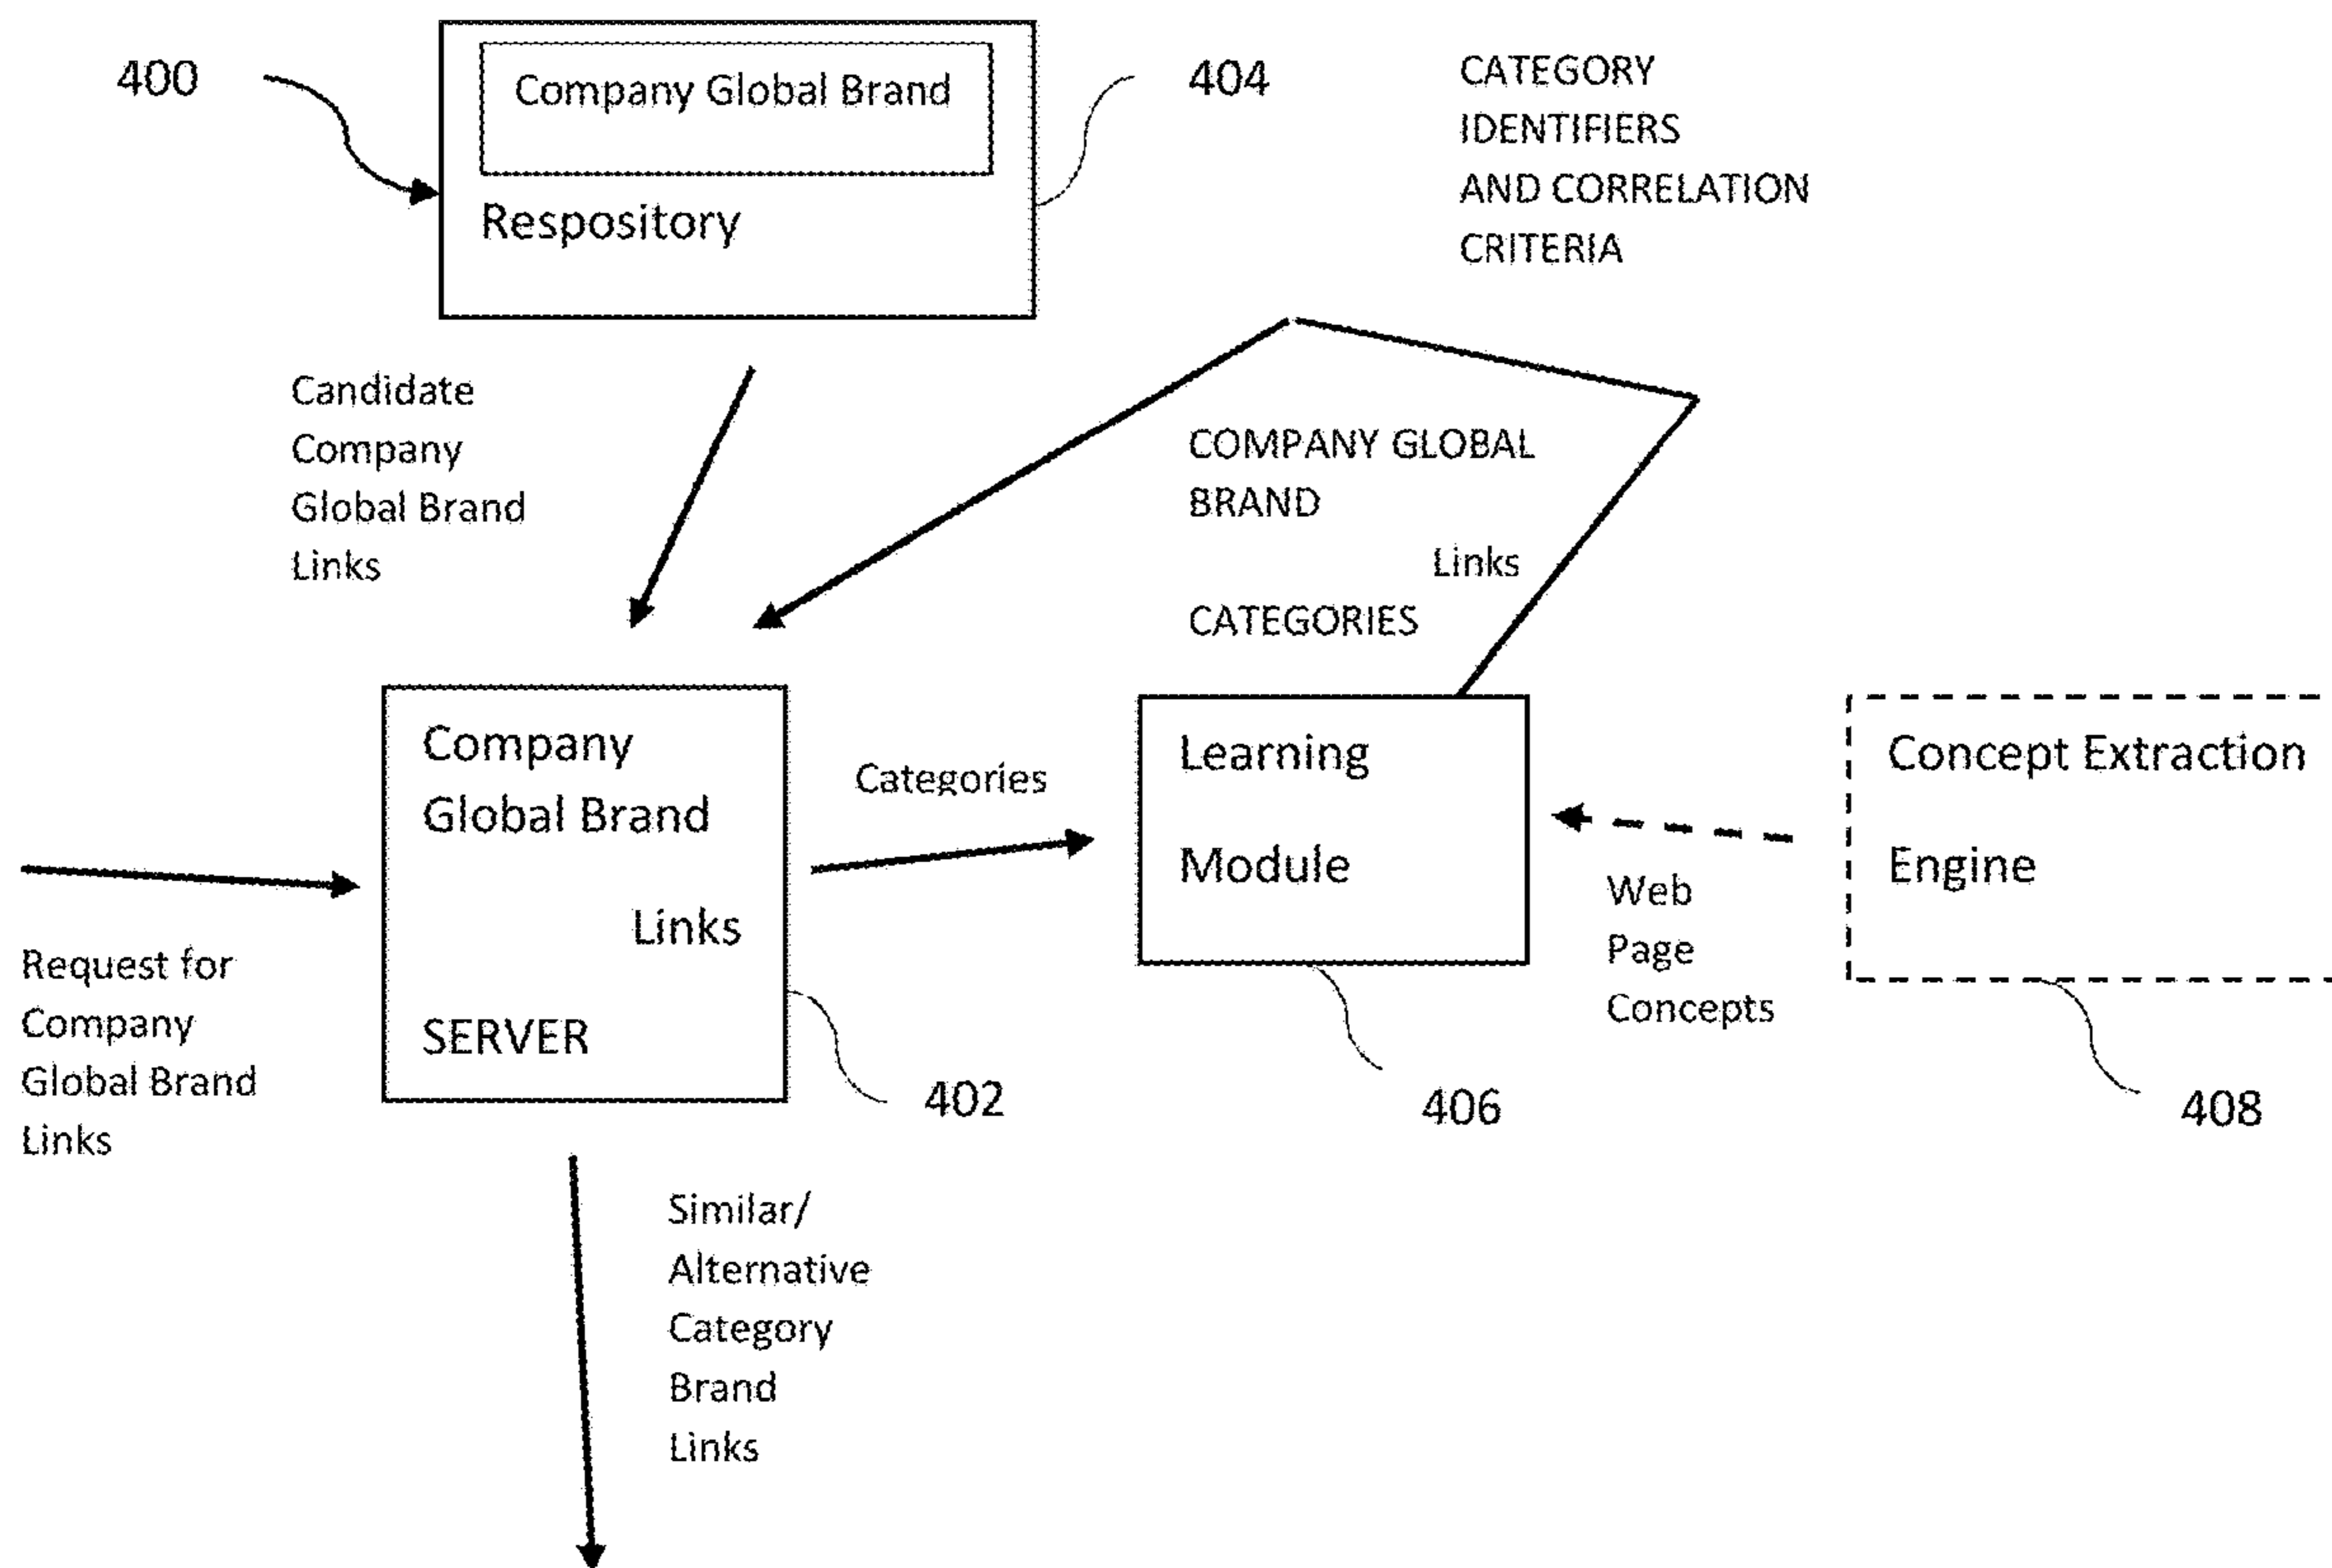 400
Company Global Brand
Respository
404
CATEGORY
IDENTIFIERS
AND CORRELATION
CRITERIA
Candidate
Company
Global Brand
Links
COMPANY GLOBAL
BRAND
Links
CATEGORIES
Company
Global Brand
Links
SERVER
Categories
Learning
Module
Concept Extraction
Engine
Web
Page
Concepts
Request for
Company
Global Brand
Links
402
406
408
Similar/
Alternative
Category
Brand
Links